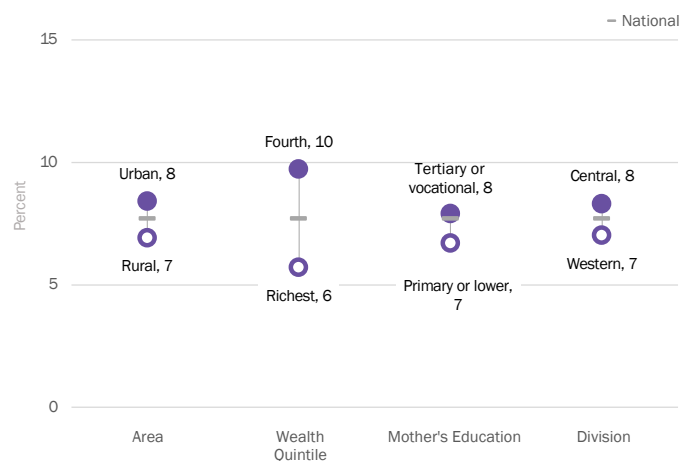 National
15
Percent
10
5
0
Urban, 8
Rural, 7
Fourth, 10
Richest, 6
Tertiary or
vocational, 8
Primary or lower,
7
Central, 8
Western, 7
Area
Wealth
Quintile
Mother's Education
Division